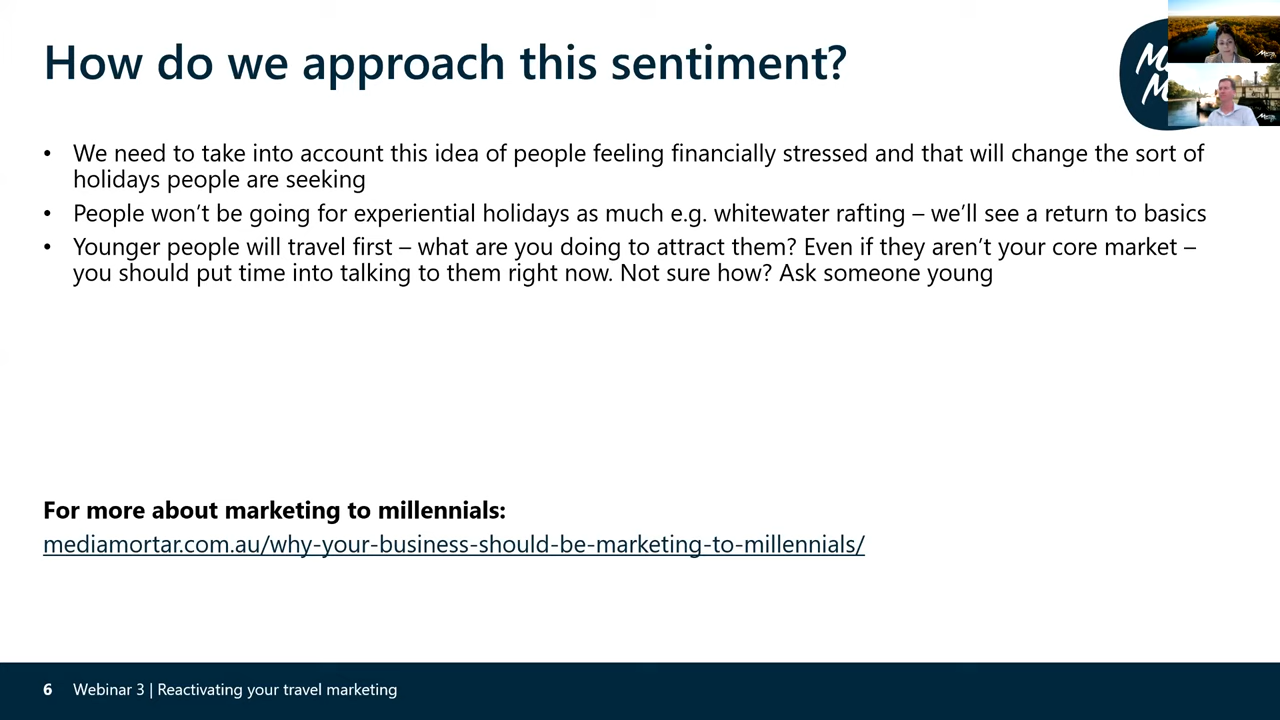 How do we approach this sentiment?
• We need to take into account this idea of people feeling financially stressed and that will change the sort of
holidays people are seeking
• People won’t be going for experiential holidays as much e.g. whitewater rafting – we’ll see a return to basics
• Younger people will travel first – what are you doing to attract them? Even if they aren’t your core market –
you should put time into talking to them right now. Not sure how? Ask someone young
For more about marketing to millennials:
mediamortar.com.au/why-your-business-should-be-marketing-to-millennials/
6 Webinar 3 | Reactivating your travel marketing